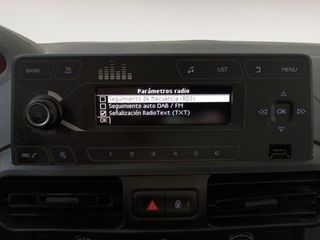 Parámetros radio
BAND
TA
LIST
MENU
Seguimiento de frecuencia (RDS)
Seguimiento auto DAB / FM
Señalización RadioText (TXT)
OK
OK
1 2 3 4 5 6